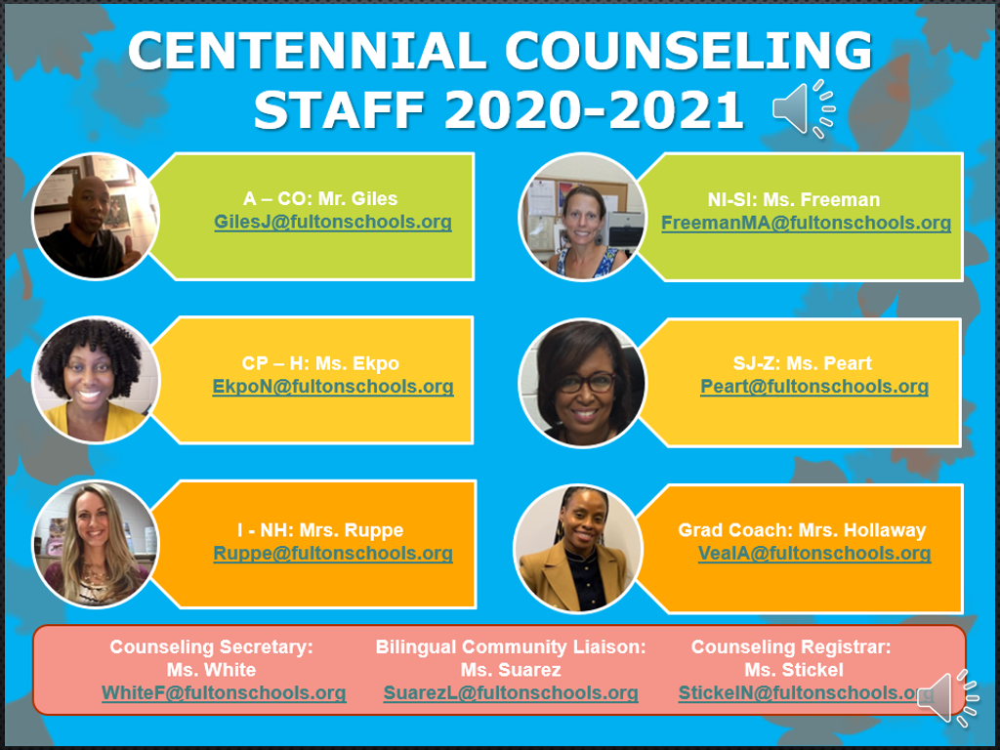 CENTENNIAL COUNSELING
STAFF 2020-2021
A – CO: Mr. Giles
GilesJ@fultonschools.org
NI-SI: Ms. Freeman
FreemanMA@fultonschools.org
CP – H: Ms. Ekpo
EkpoN@fultonschools.org
SJ-Z: Ms. Peart
Peart@fultonschools.org
I - NH: Mrs. Ruppe
Ruppe@fultonschools.org
Grad Coach: Mrs. Hollaway
VealA@fultonschools.org
Counseling Secretary:
Ms. White
WhiteF@fultonschools.org
Bilingual Community Liaison:
Ms. Suarez
SuarezL@fultonschools.org
Counseling Registrar:
Ms. Stickel
StickelN@fultonschools.org